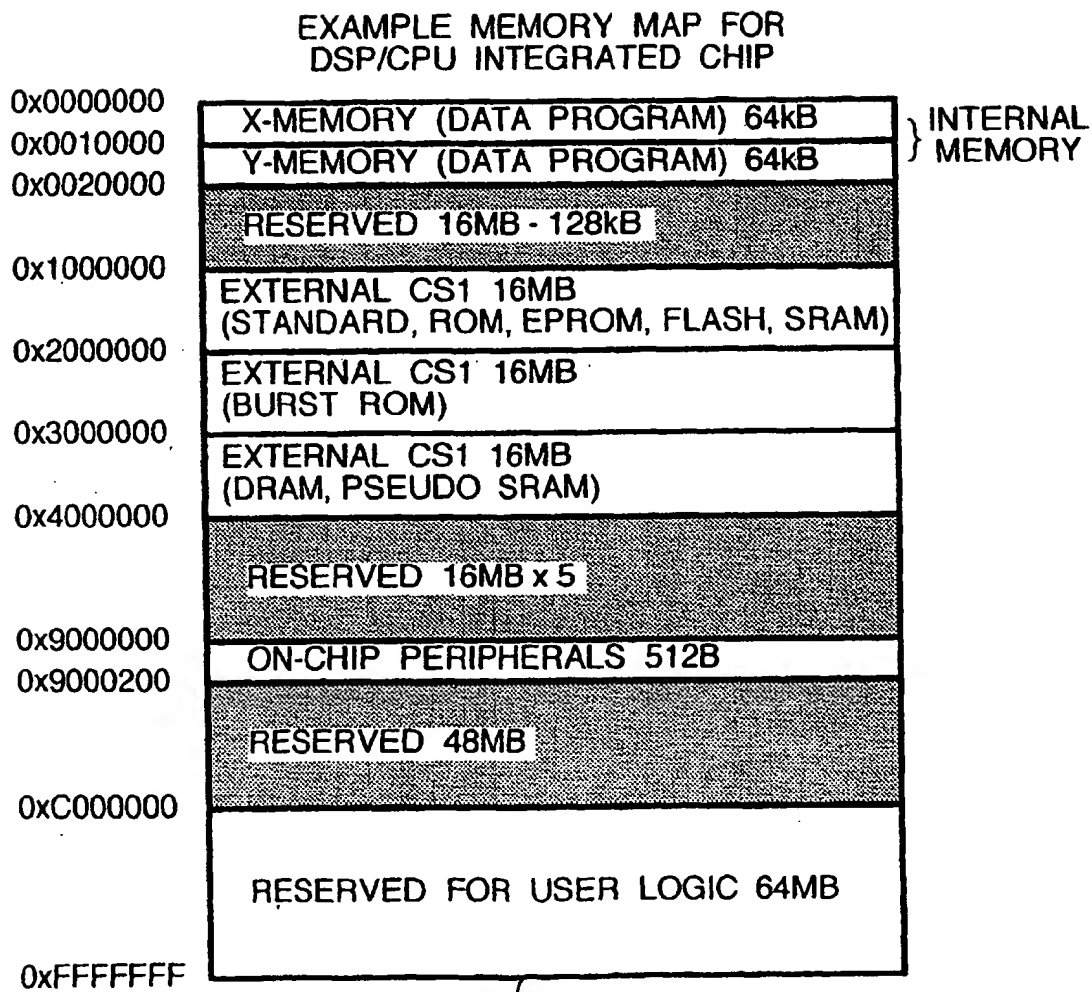 EXAMPLE MEMORY MAP FOR
DSP/CPU INTEGRATED CHIP
0x0000000
X-MEMORY (DATA PROGRAM) 64kB
INTERNAL
MEMORY
0x0010000
Y-MEMORY (DATA PROGRAM) 64kB
0x0020000
RESERVED 16MB - 128kB
0x1000000
EXTERNAL CS1 16MB
(STANDARD, ROM, EPROM, FLASH, SRAM)
0x2000000
EXTERNAL CS1 16MB
(BURST ROM)
0x3000000
EXTERNAL CS1 16MB
(DRAM, PSEUDO SRAM)
0x4000000
RESERVED 16MB x 5
0x9000000
ON-CHIP PERIPHERALS 512B
0x9000200
RESERVED 48MB
0xC000000
RESERVED FOR USER LOGIC 64MB
0xFFFFFFF